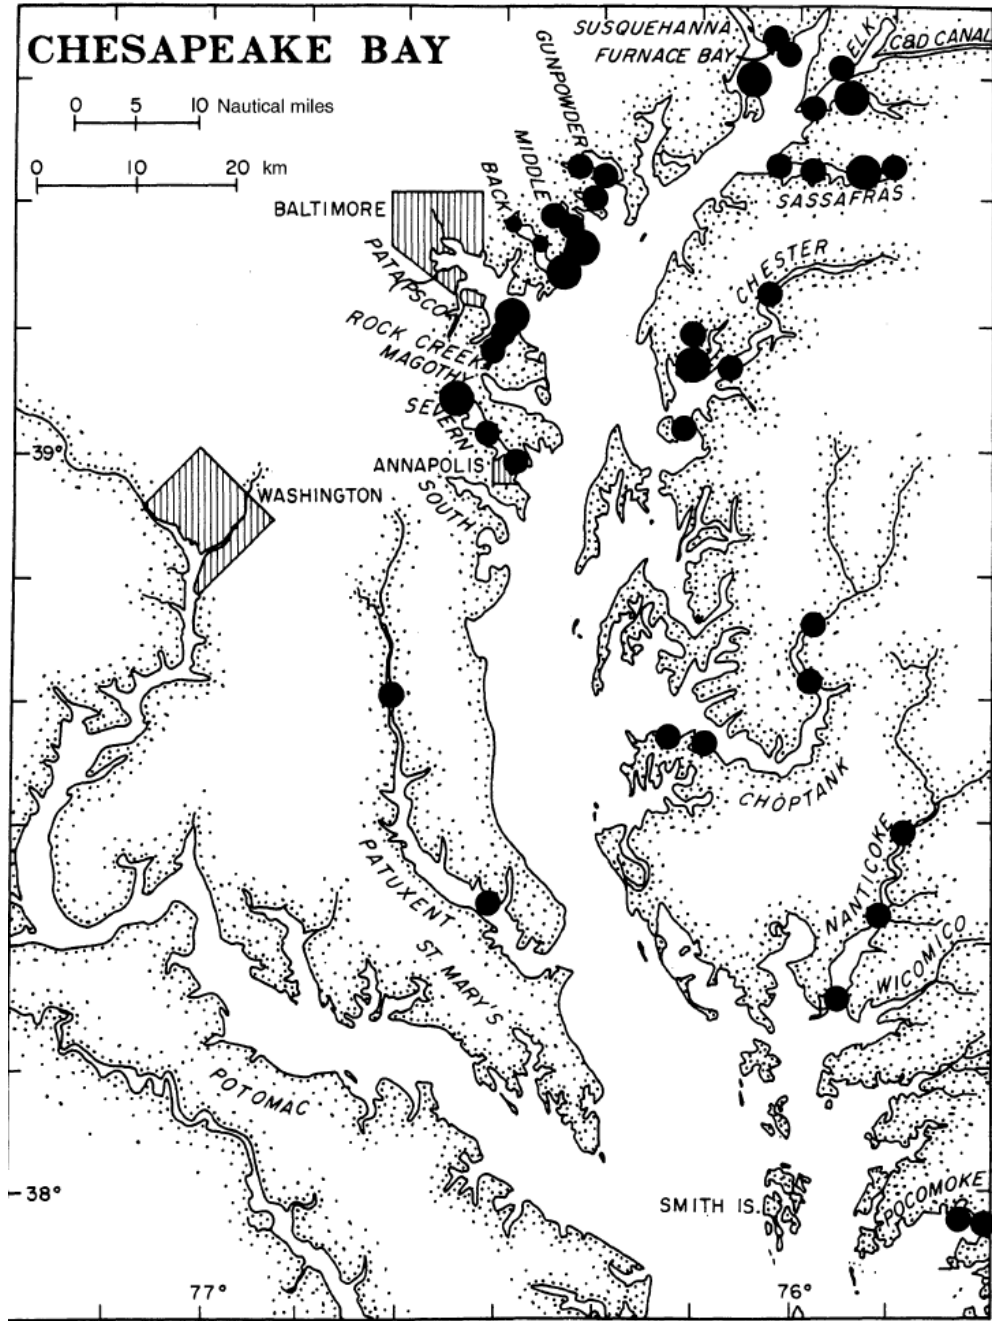 CHESAPEAKE BAY
0 5 10 Nautical miles
0 10 20 km
SUSQUEHANNA
FURNACE BAY
ELK
C&D CANAL
GUNPOWDER
MIDDLE
BACK
SASSAFRAS
BALTIMORE
PATAPSCO
CHESTER
ROCK CREEK
MAGOTHY
SEVERN
39°
ANNAPOLIS
WASHINGTON
SOUTH
CHOPTANK
PATUXENT
NANTICOKE
WICOMICO
ST MARY'S
POTOMAC
38°
SMITH IS.
POCOMOKE
77°
76°